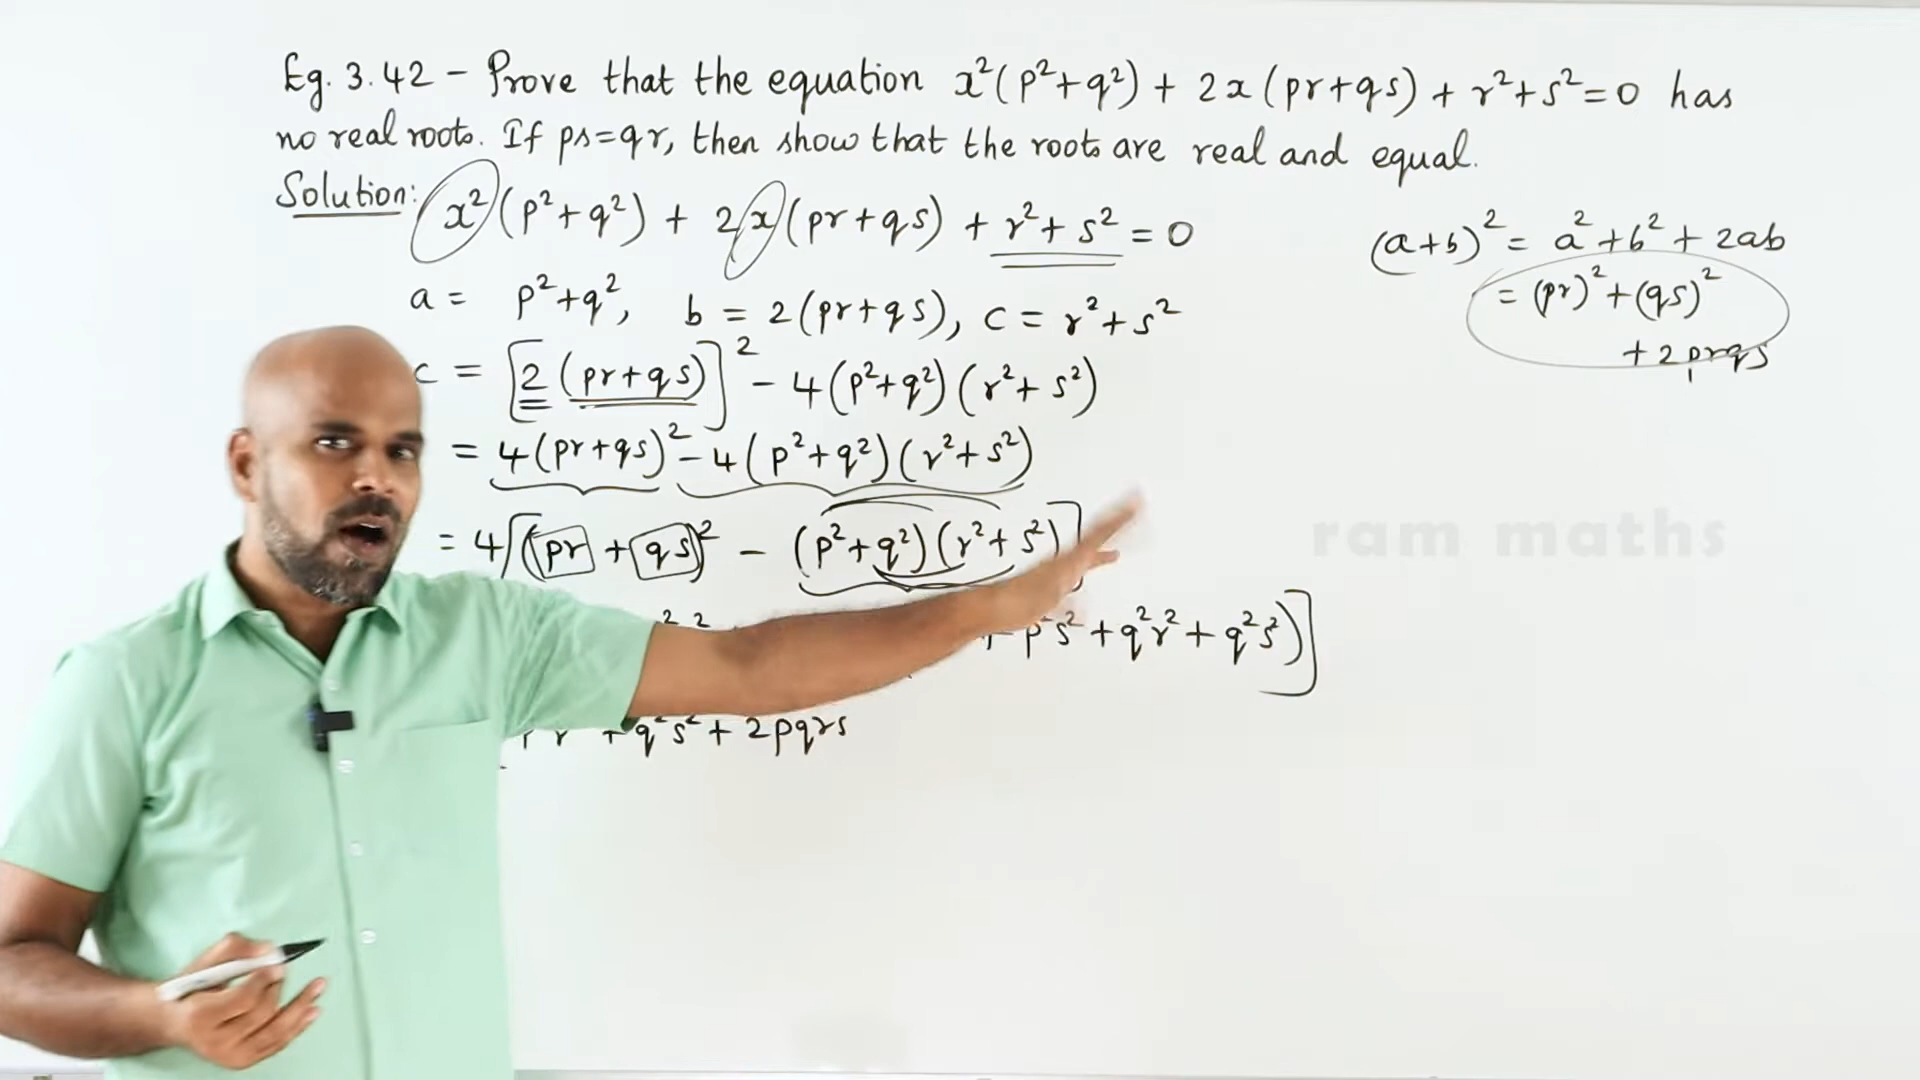 Eg. 3.42 – Prove that the equation x²(p²+q²) + 2x(pr+qs) + r²+s²=0 has
no real roots. If ps=qr, then show that the roots are real and equal.
Solution: x²(p²+q²) + 2x(pr+qs) + r²+s² = 0
(a+b)² = a²+b²+2ab
= (pr)²+(qs)²
+2prqs
a = p²+q², b = 2(pr+qs), c = r²+s²
c = [2(pr+qs)]² – 4(p²+q²)(r²+s²)
= 4(pr+qs)² – 4(p²+q²)(r²+s²)
= 4[(pr+qs)² – (p²+q²)(r²+s²)]
ram maths
+ p²s²+q²r²+q²s²)]
+ q²s²+2pqrs